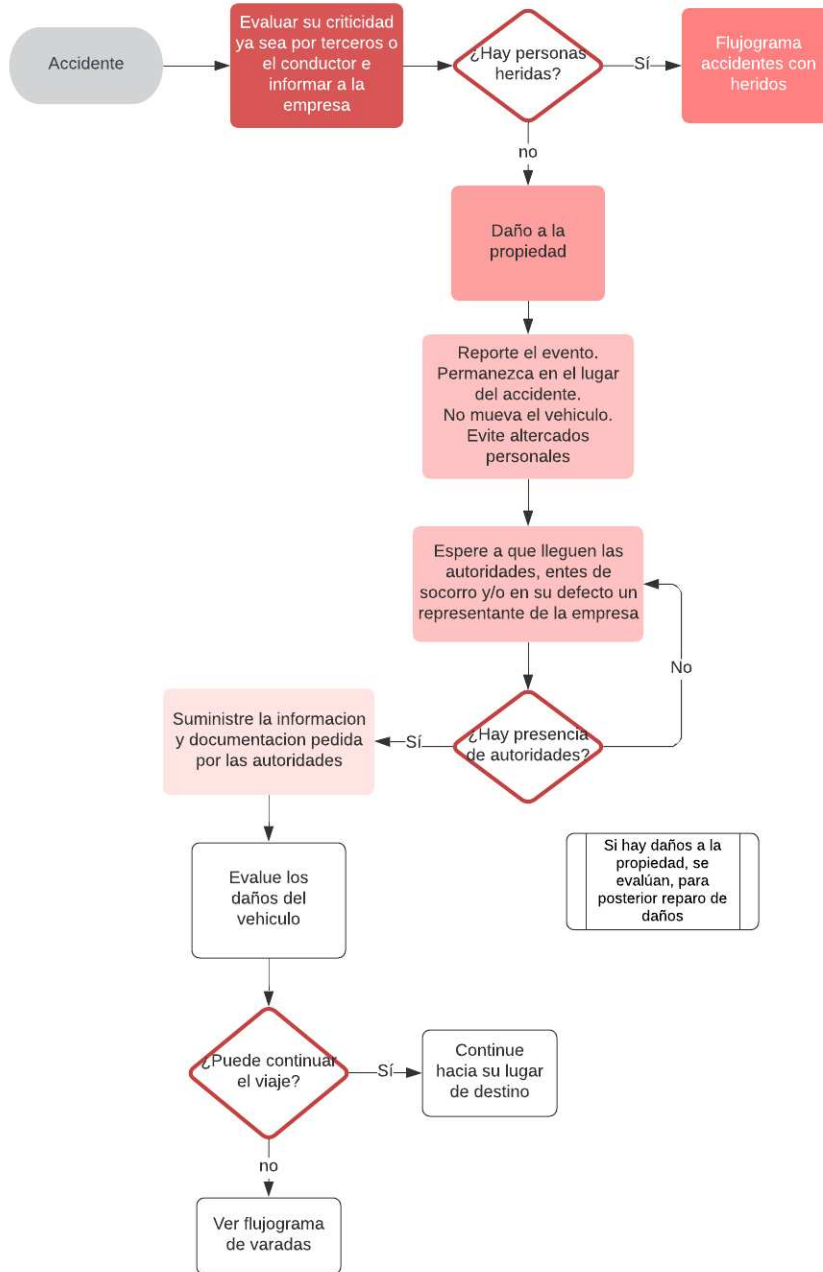 Accidente
Evaluar su criticidad
ya sea por terceros o
el conductor e
informar a la
empresa
¿Hay personas
heridas?
Sí
Flujograma
accidentes con
heridos
no
Daño a la
propiedad
Reporte el evento.
Permanezca en el lugar
del accidente.
No mueva el vehiculo.
Evite altercados
personales
Espere a que lleguen las
autoridades, entes de
socorro y/o en su defecto un
representante de la empresa
No
¿Hay presencia
de autoridades?
Sí
Suministre la informacion
y documentacion pedida
por las autoridades
Si hay daños a la
propiedad, se
evalúan, para
posterior reparo de
daños
Evalue los
daños del
vehiculo
¿Puede continuar
el viaje?
Sí
Continue
hacia su lugar
de destino
no
Ver flujograma
de varadas